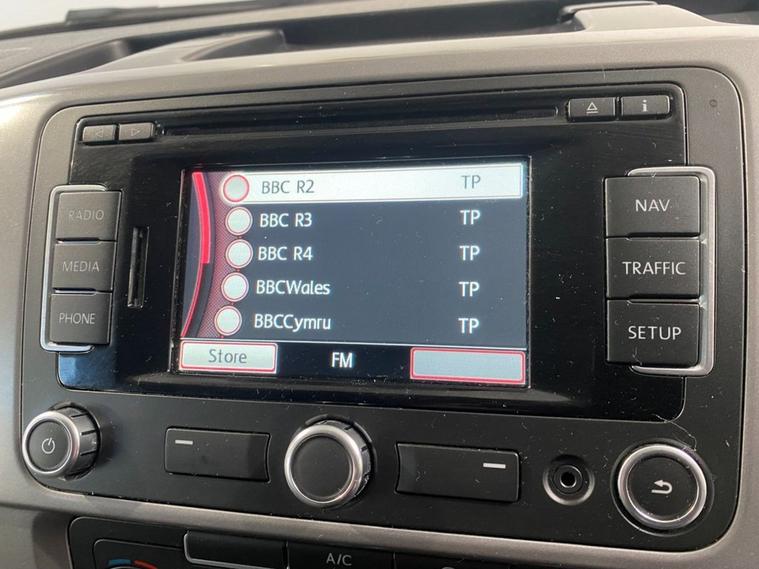 BBC R2 TP
RADIO
NAV
BBC R3 TP
BBC R4 TP
MEDIA
TRAFFIC
BBCWales TP
PHONE
BBCCymru TP
SETUP
Store FM
A/C